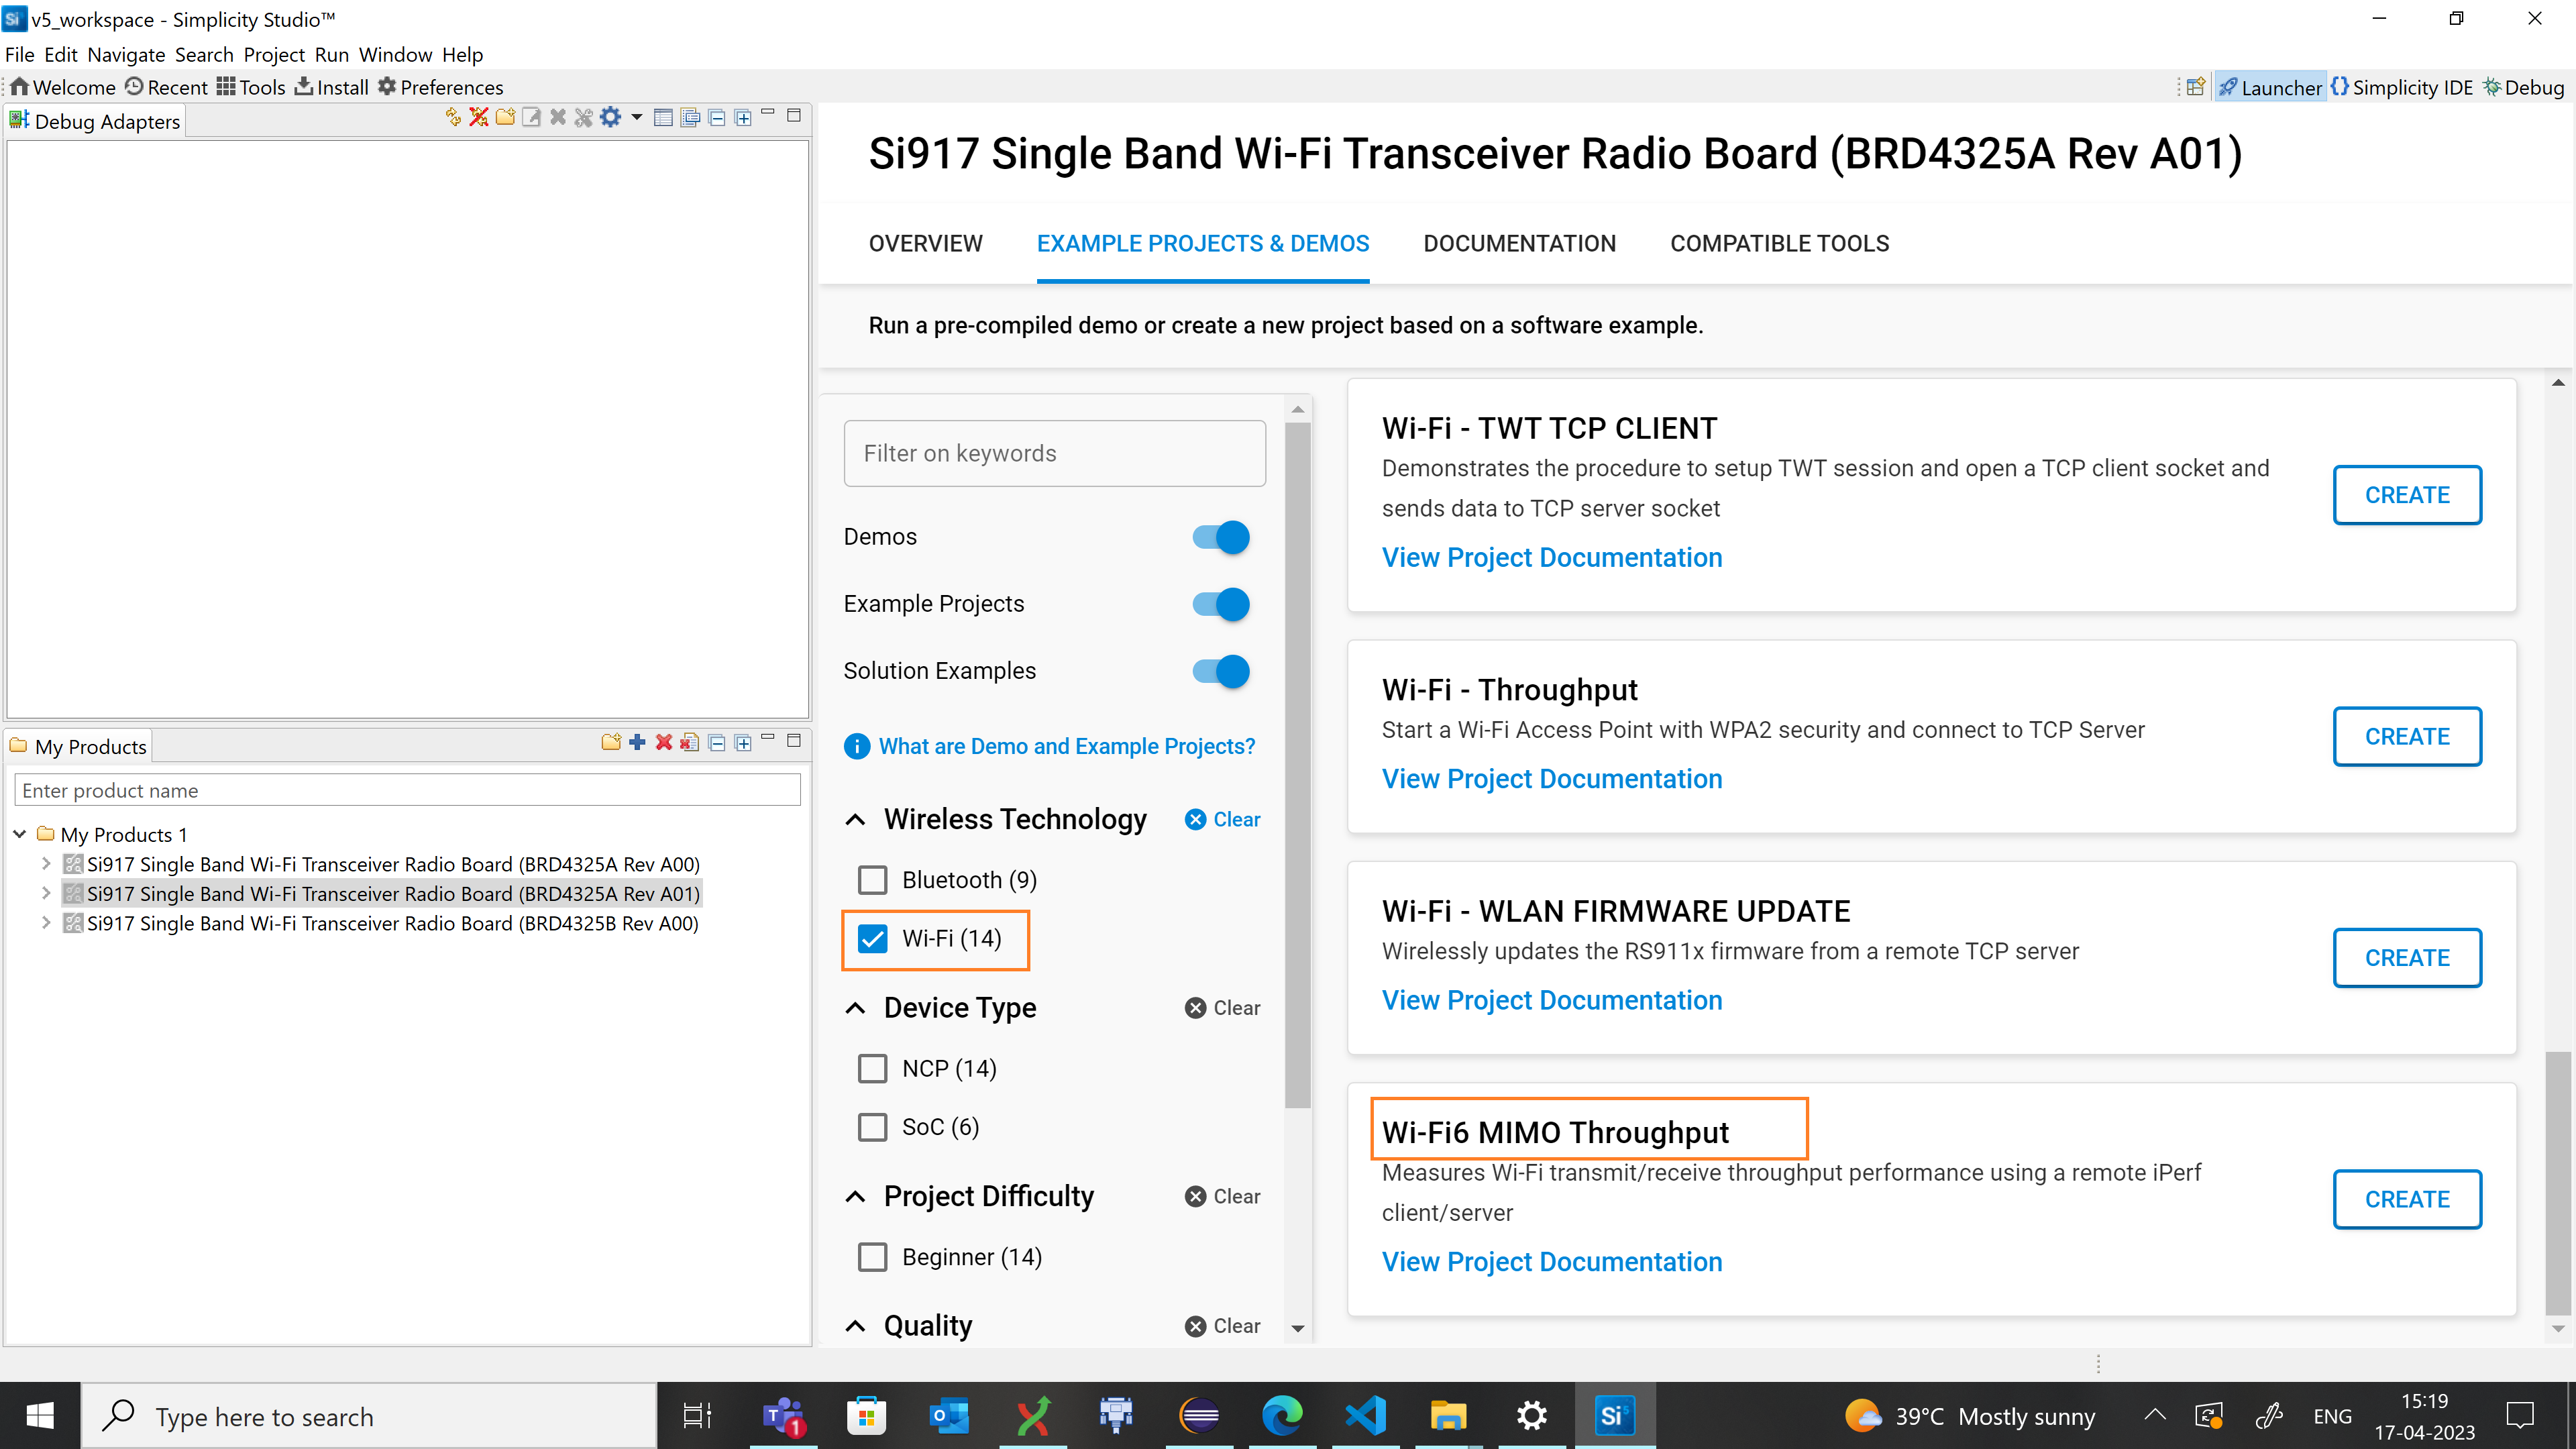 v5_workspace - Simplicity Studio™
File Edit Navigate Search Project Run Window Help
Welcome Recent Tools Install Preferences
Launcher Simplicity IDE Debug
Debug Adapters
My Products
Enter product name
My Products 1
Si917 Single Band Wi-Fi Transceiver Radio Board (BRD4325A Rev A00)
Si917 Single Band Wi-Fi Transceiver Radio Board (BRD4325A Rev A01)
Si917 Single Band Wi-Fi Transceiver Radio Board (BRD4325B Rev A00)
Si917 Single Band Wi-Fi Transceiver Radio Board (BRD4325A Rev A01)
OVERVIEW EXAMPLE PROJECTS & DEMOS DOCUMENTATION COMPATIBLE TOOLS
Run a pre-compiled demo or create a new project based on a software example.
Filter on keywords
Demos
Example Projects
Solution Examples
What are Demo and Example Projects?
Wireless Technology Clear
Bluetooth (9)
Wi-Fi (14)
Device Type Clear
NCP (14)
SoC (6)
Project Difficulty Clear
Beginner (14)
Quality Clear
Wi-Fi - TWT TCP CLIENT
Demonstrates the procedure to setup TWT session and open a TCP client socket and
sends data to TCP server socket
View Project Documentation
CREATE
Wi-Fi - Throughput
Start a Wi-Fi Access Point with WPA2 security and connect to TCP Server
View Project Documentation
CREATE
Wi-Fi - WLAN FIRMWARE UPDATE
Wirelessly updates the RS911x firmware from a remote TCP server
View Project Documentation
CREATE
Wi-Fi6 MIMO Throughput
Measures Wi-Fi transmit/receive throughput performance using a remote iPerf
client/server
View Project Documentation
CREATE
Type here to search
1
Si5
39°C Mostly sunny
ENG
15:19
17-04-2023